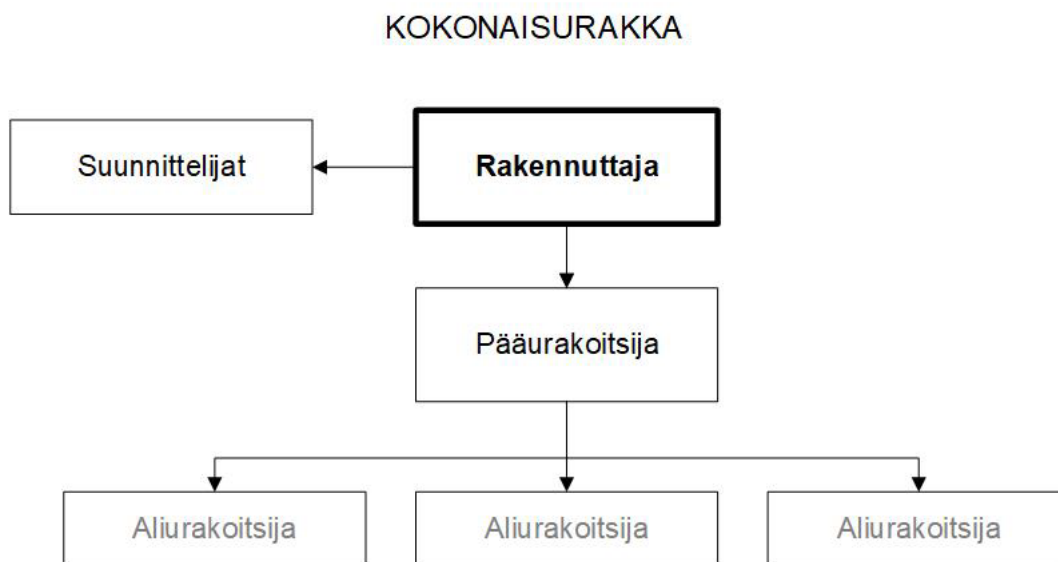 KOKONAISURAKKA
Suunnittelijat
Rakennuttaja
Pääurakoitsija
Aliurakoitsija
Aliurakoitsija
Aliurakoitsija